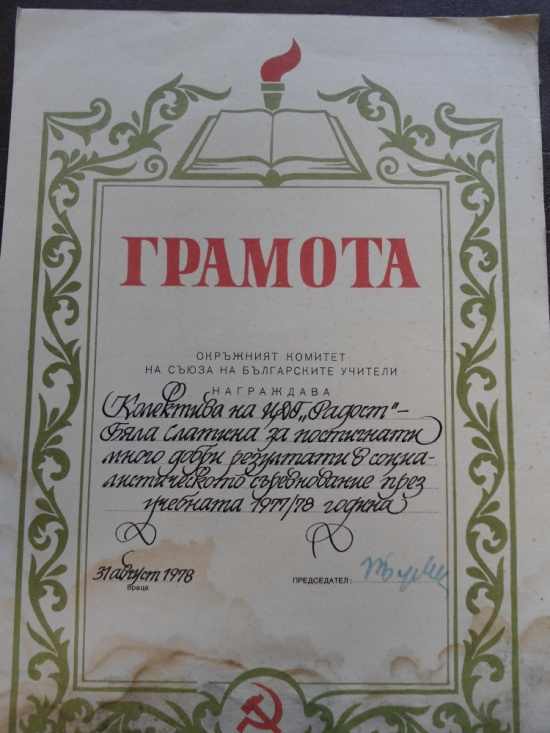 ГРАМОТА
ОКРЪЖНИЯТ КОМИТЕТ
НА СЪЮЗА НА БЪЛГАРСКИТЕ УЧИТЕЛИ
НАГРАЖДАВА
Колектива на ЦДГ „Радост"-
Бяла Слатина за постигнати
много добри резултати в социа-
листическото съревнование през
учебната 1977/78 година
31 август 1978
Враца
ПРЕДСЕДАТЕЛ: